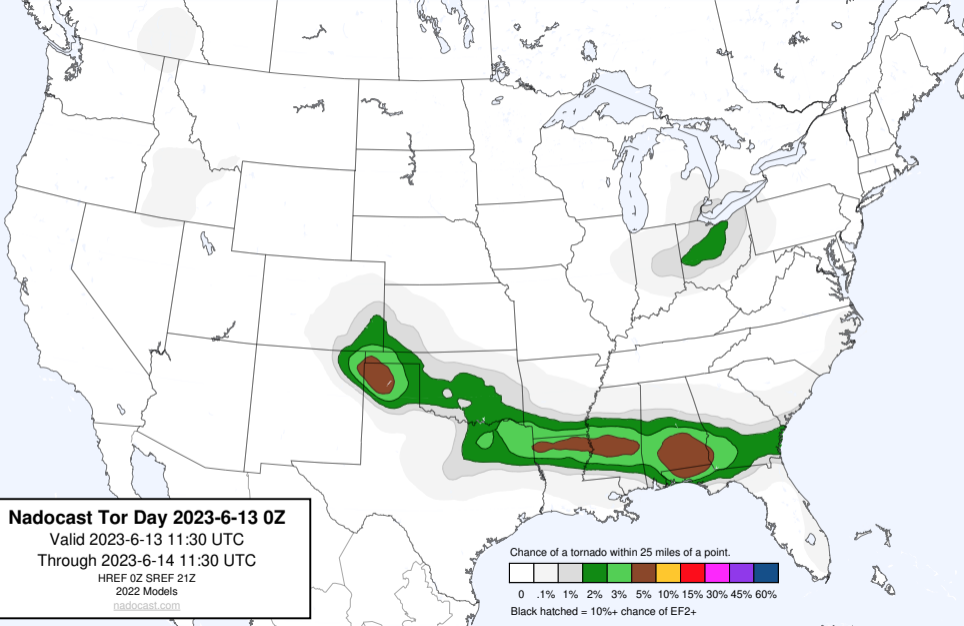 Nadocast Tor Day 2023-6-13 0Z
Valid 2023-6-13 11:30 UTC
Through 2023-6-14 11:30 UTC
HREF 0Z SREF 21Z
2022 Models
nadocast.com
Chance of a tornado within 25 miles of a point.
0 .1% 1% 2% 3% 5% 10% 15% 30% 45% 60%
Black hatched = 10%+ chance of EF2+